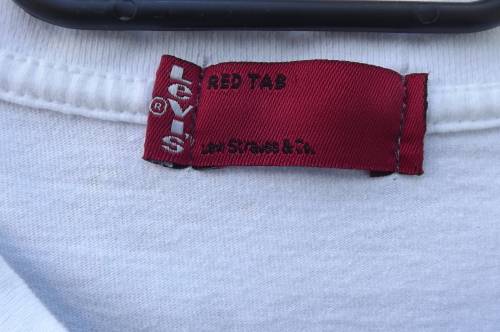 Levi's
®
RED TAB
Levi Strauss & Co.